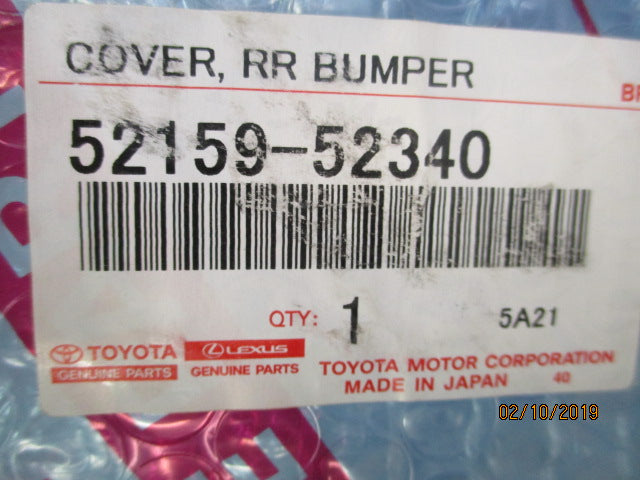 COVER, RR BUMPER
52159-52340
QTY: 1 5A21
TOYOTA LEXUS
GENUINE PARTS GENUINE PARTS
TOYOTA MOTOR CORPORATION
MADE IN JAPAN 40
02/10/2019